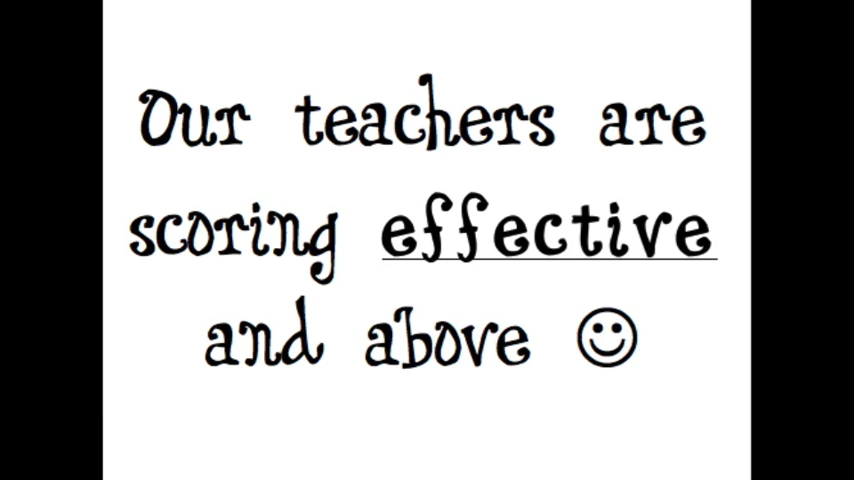 Our teachers are
scoring effective
and above ☺